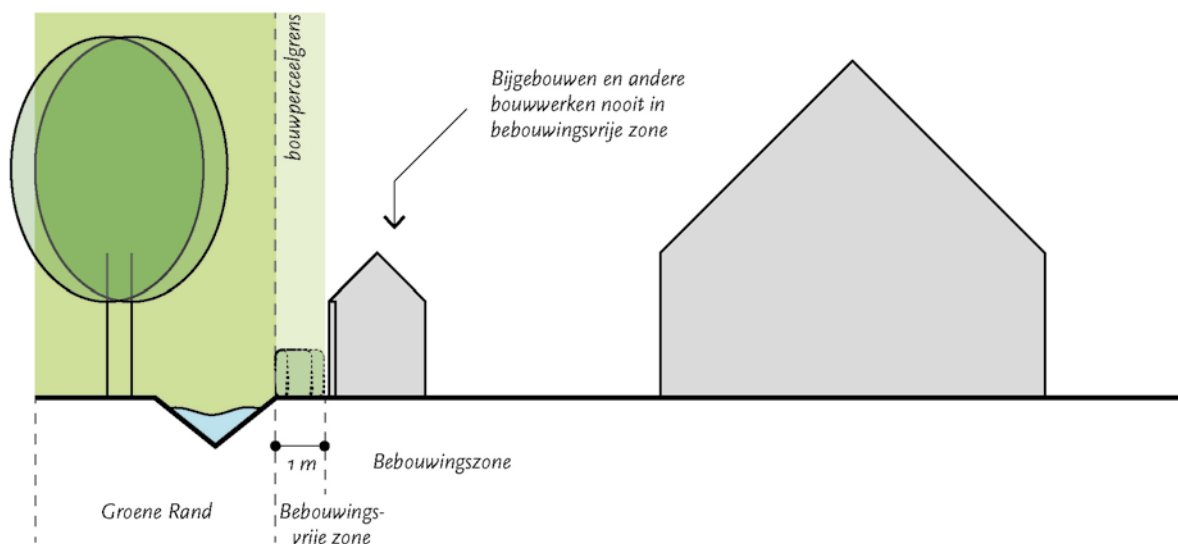 bouwperceelgrens
Bijgebouwen en andere
bouwwerken nooit in
bebouwingsvrije zone
1 m
Bebouwingszone
Groene Rand
Bebouwings-
vrije zone